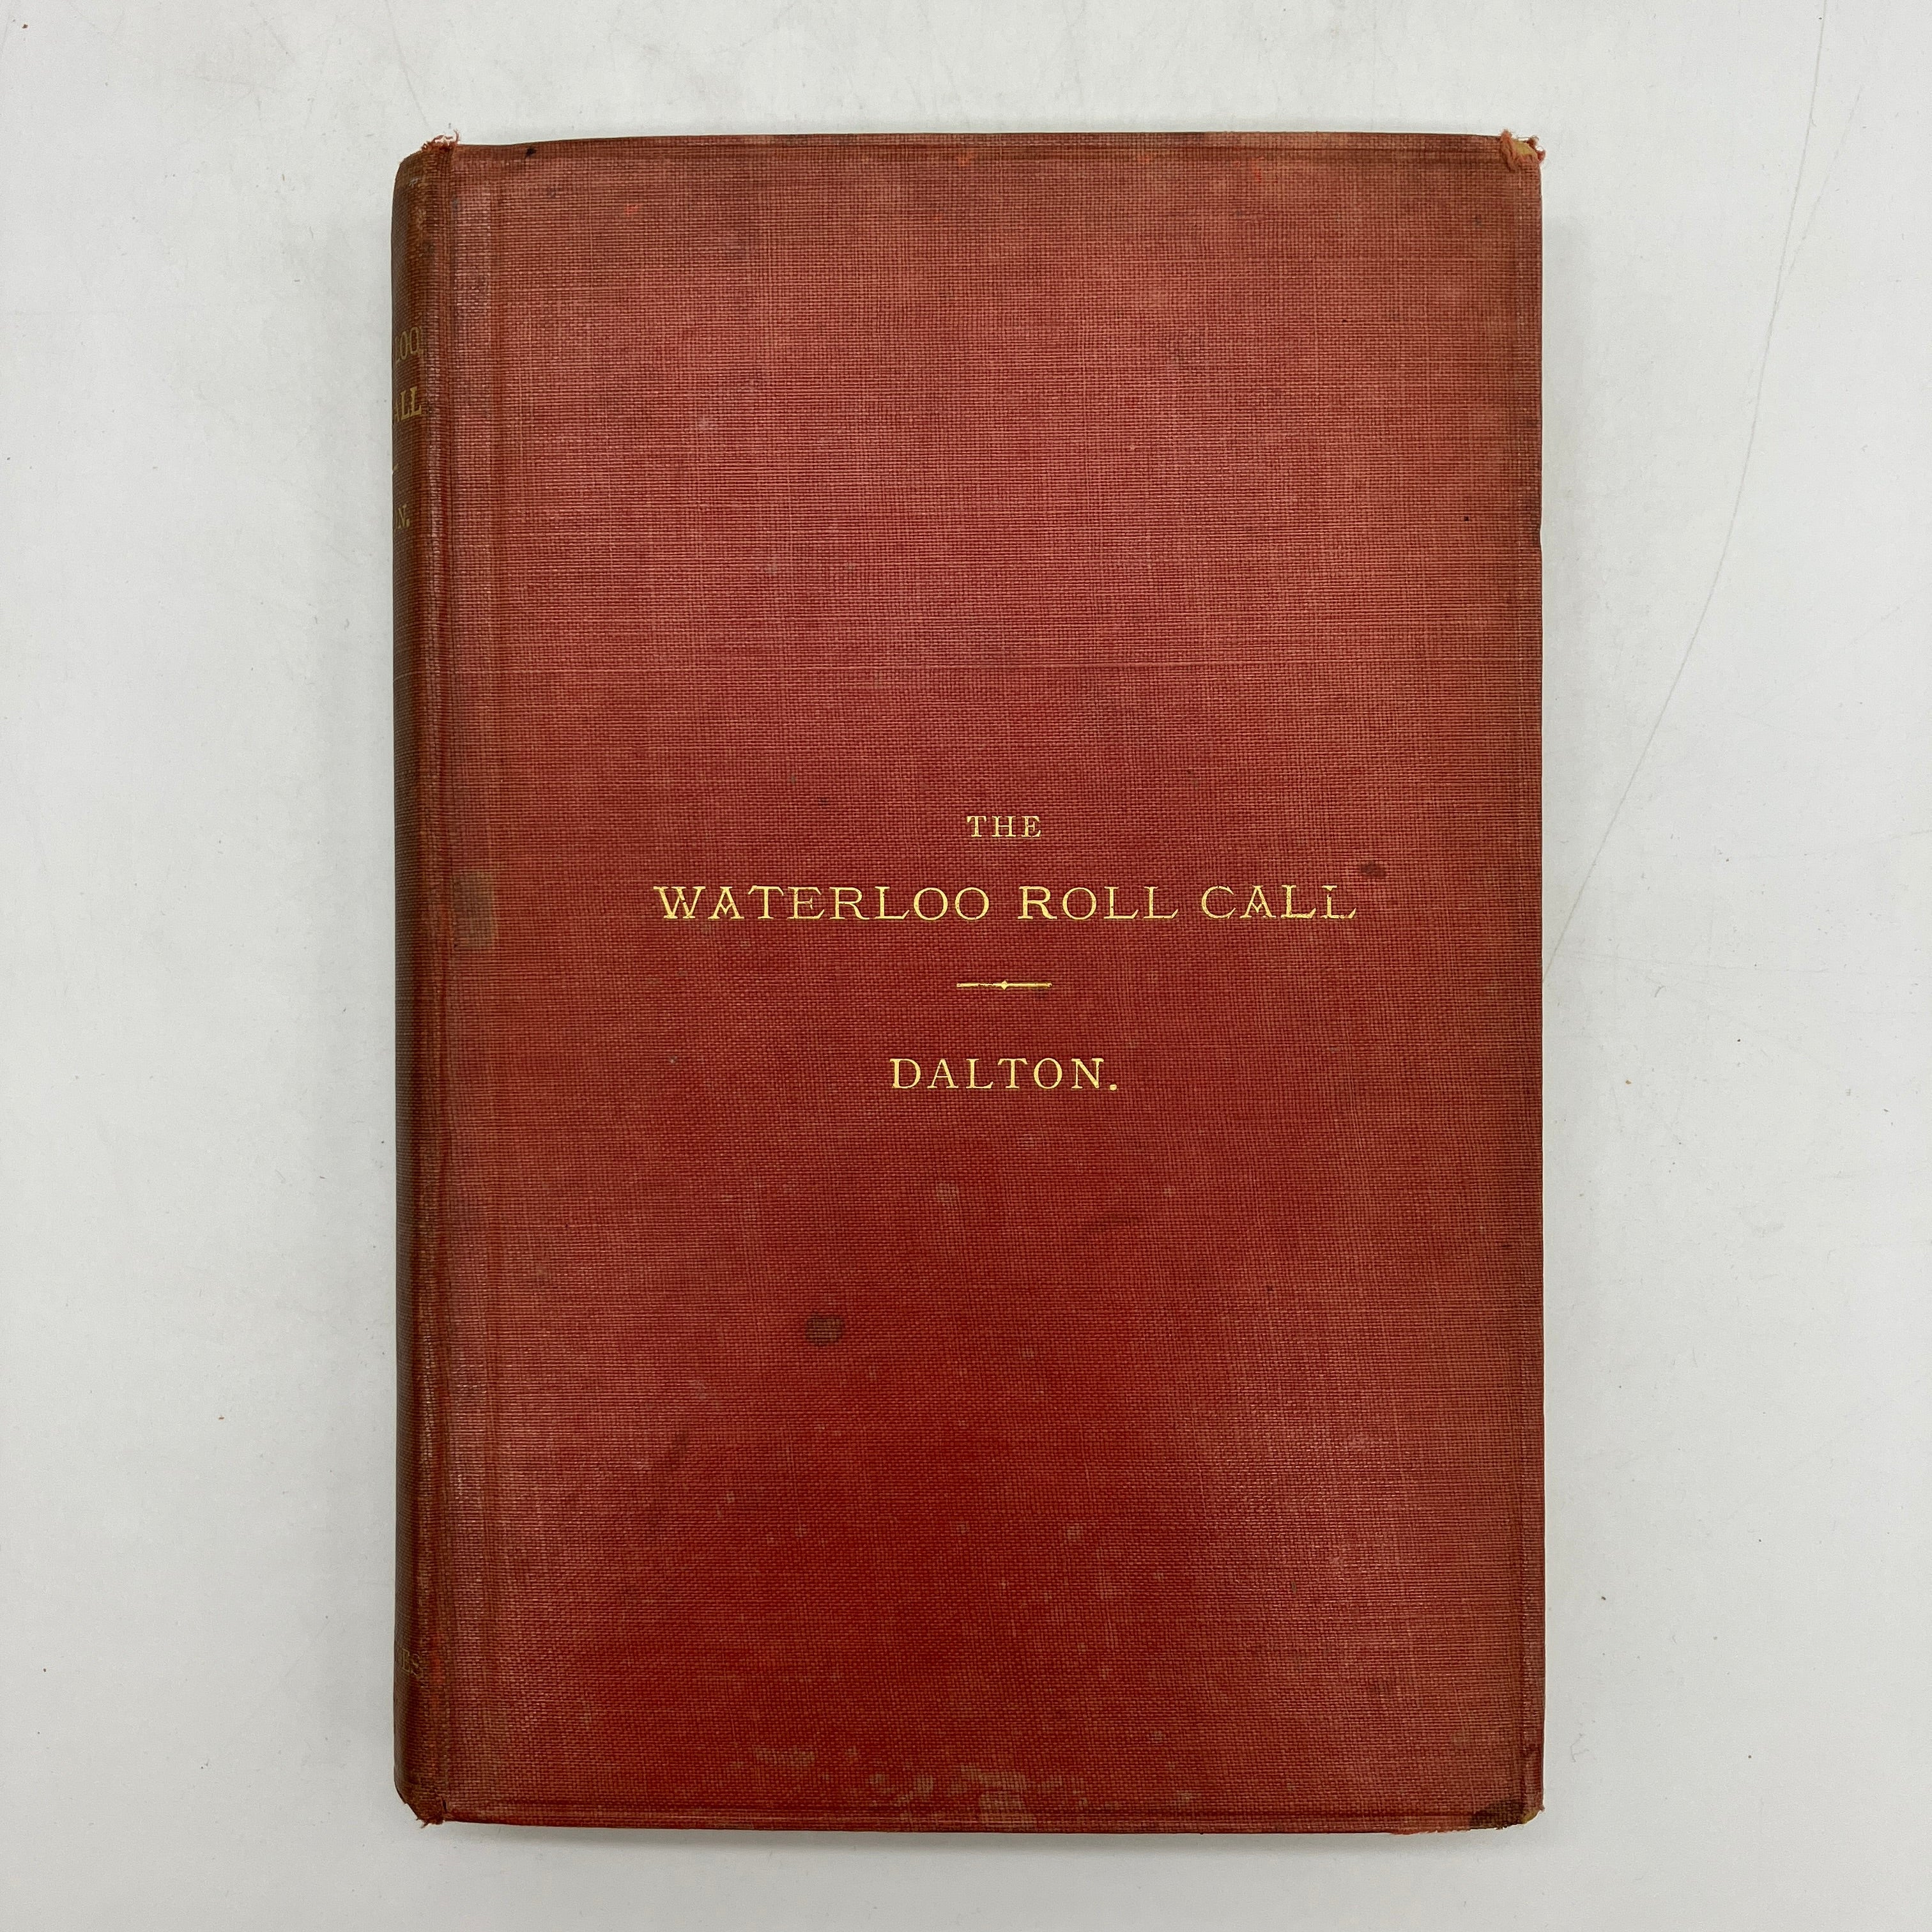 THE
WATERLOO ROLL CALL
DALTON.